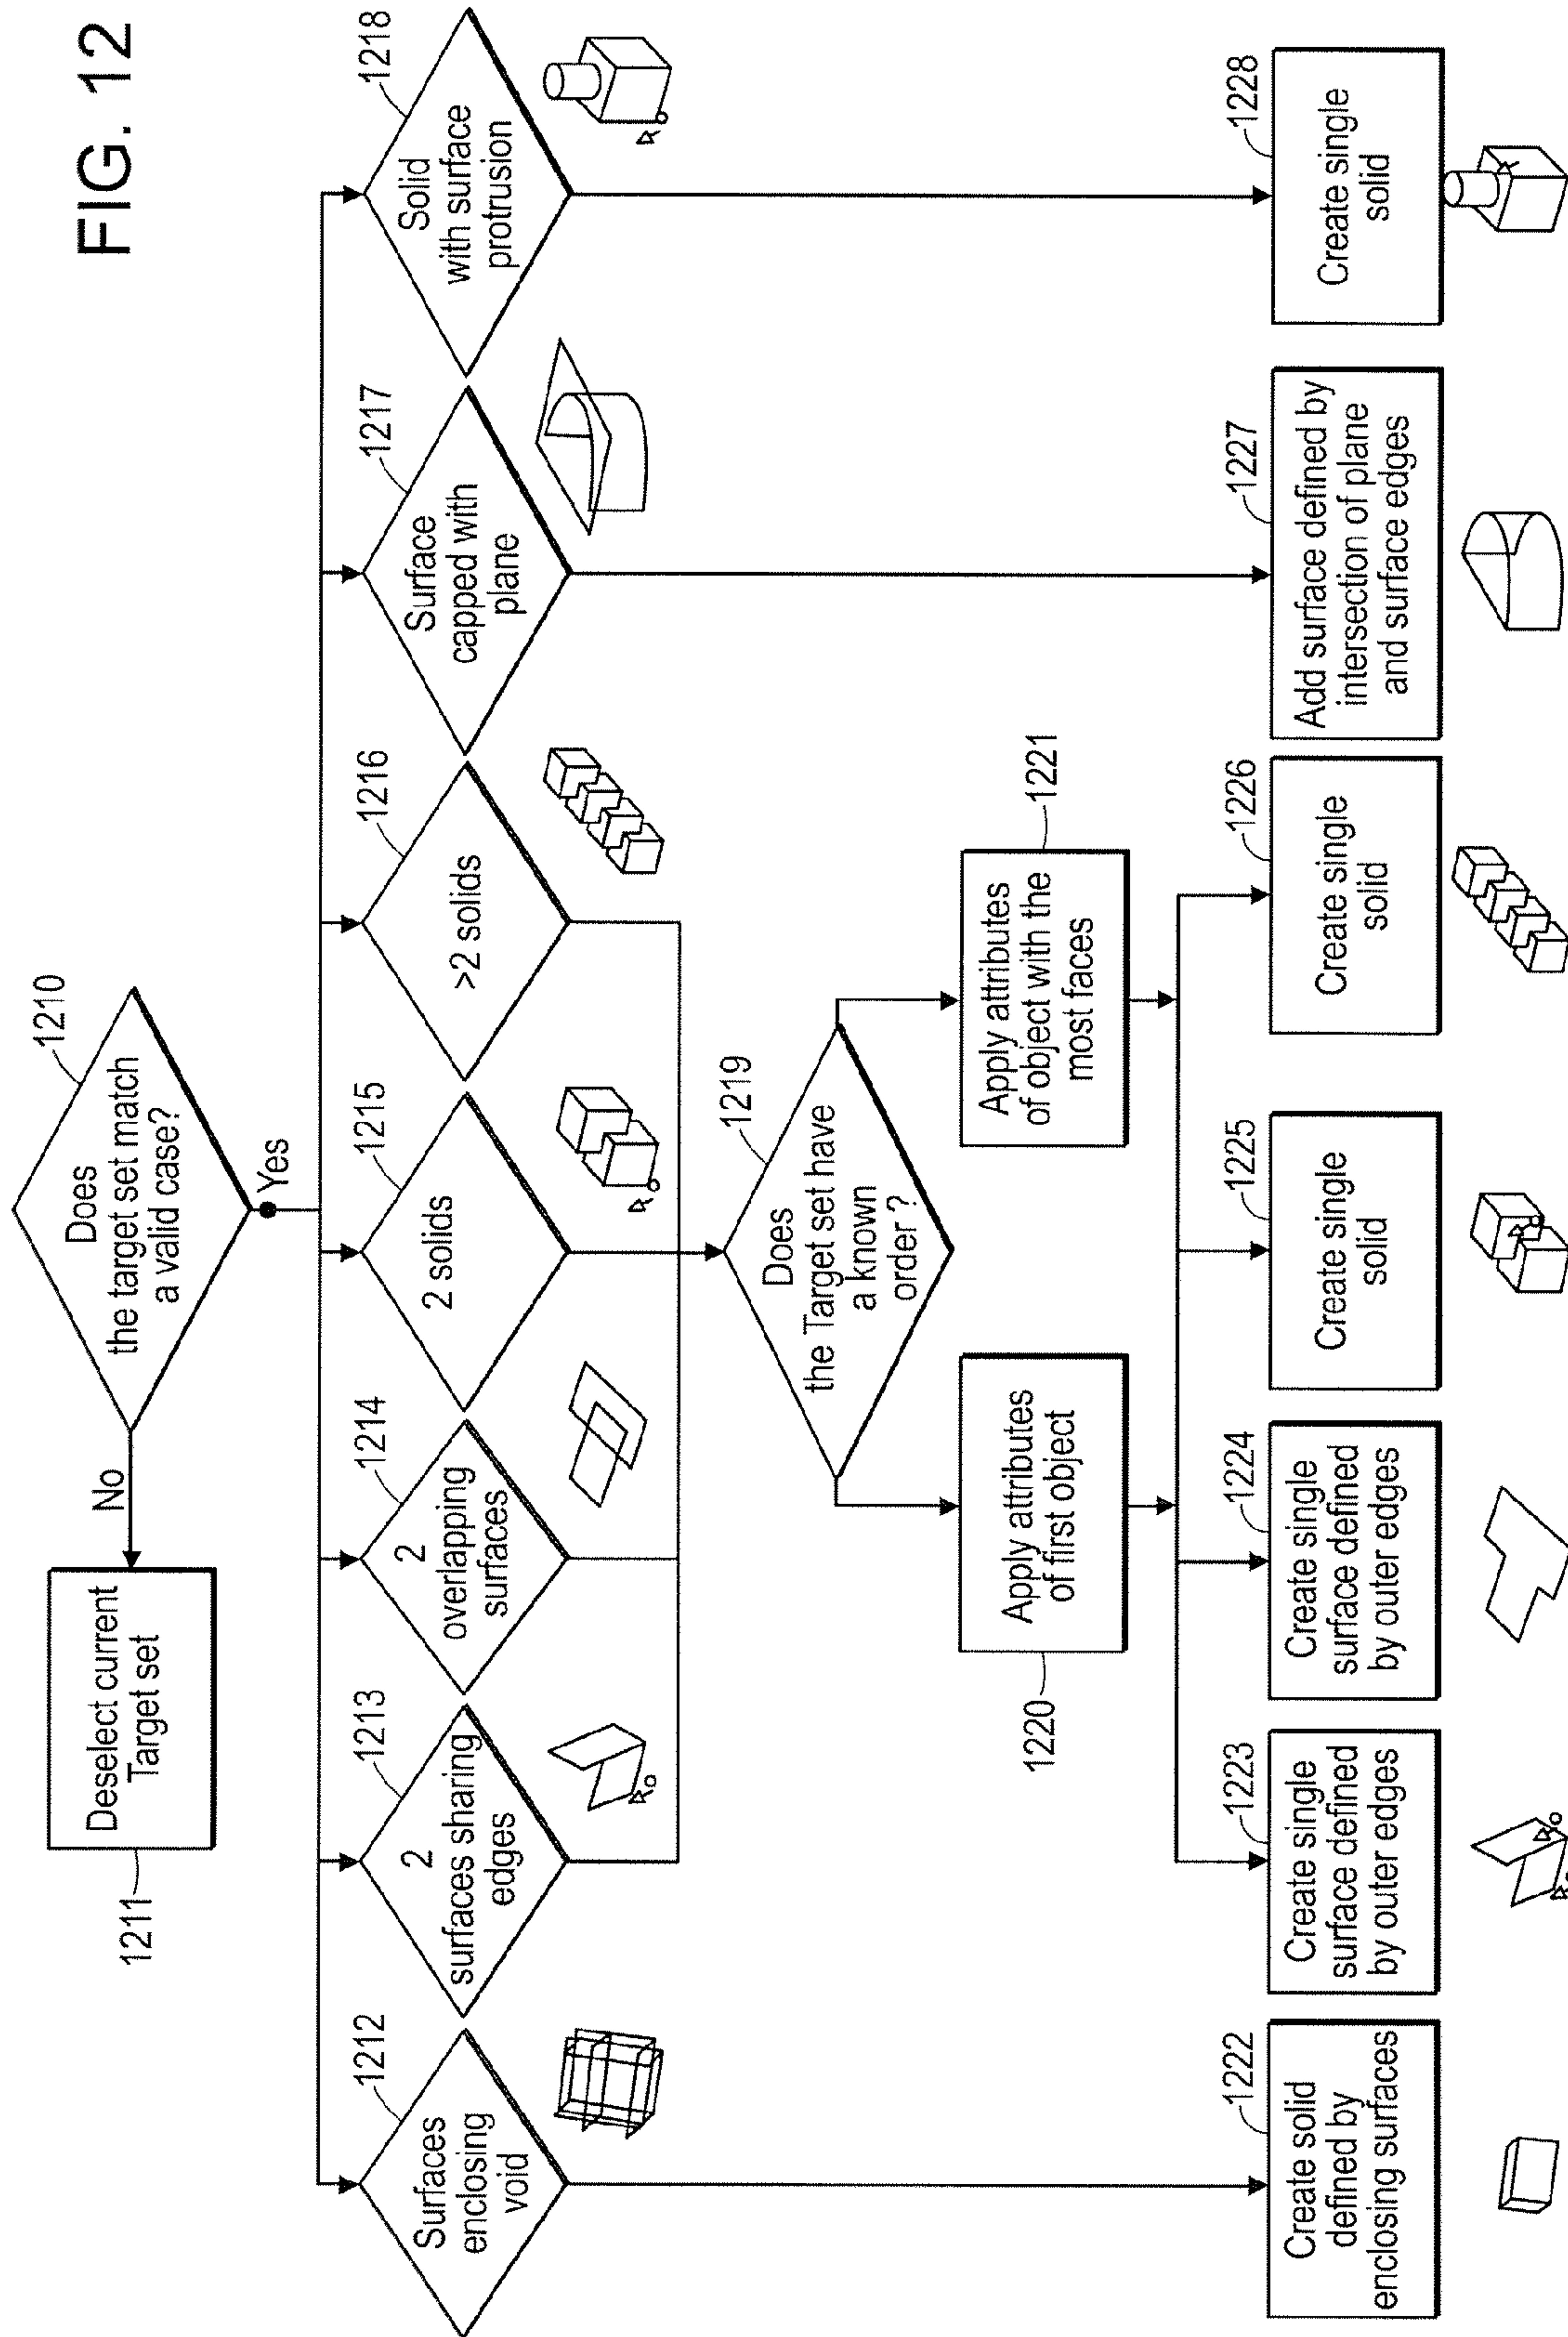 FIG. 12
1210
Does
the target set match
a valid case?
No
Yes
Deselect current
Target set
1211
1212
Surfaces
enclosing
void
1213
2
surfaces sharing
edges
1214
2
overlapping
surfaces
1215
2 solids
1216
>2 solids
1217
Surface
capped with
plane
1218
Solid
with surface
protrusion
1219
Does
the Target set have
a known
order ?
Apply attributes
of first object
1220
Apply attributes
of object with the
most faces
1221
1222
Create solid
defined by
enclosing surfaces
1223
Create single
surface defined
by outer edges
1224
Create single
surface defined
by outer edges
1225
Create single
solid
1226
Create single
solid
1227
Add surface defined by
intersection of plane
and surface edges
1228
Create single
solid